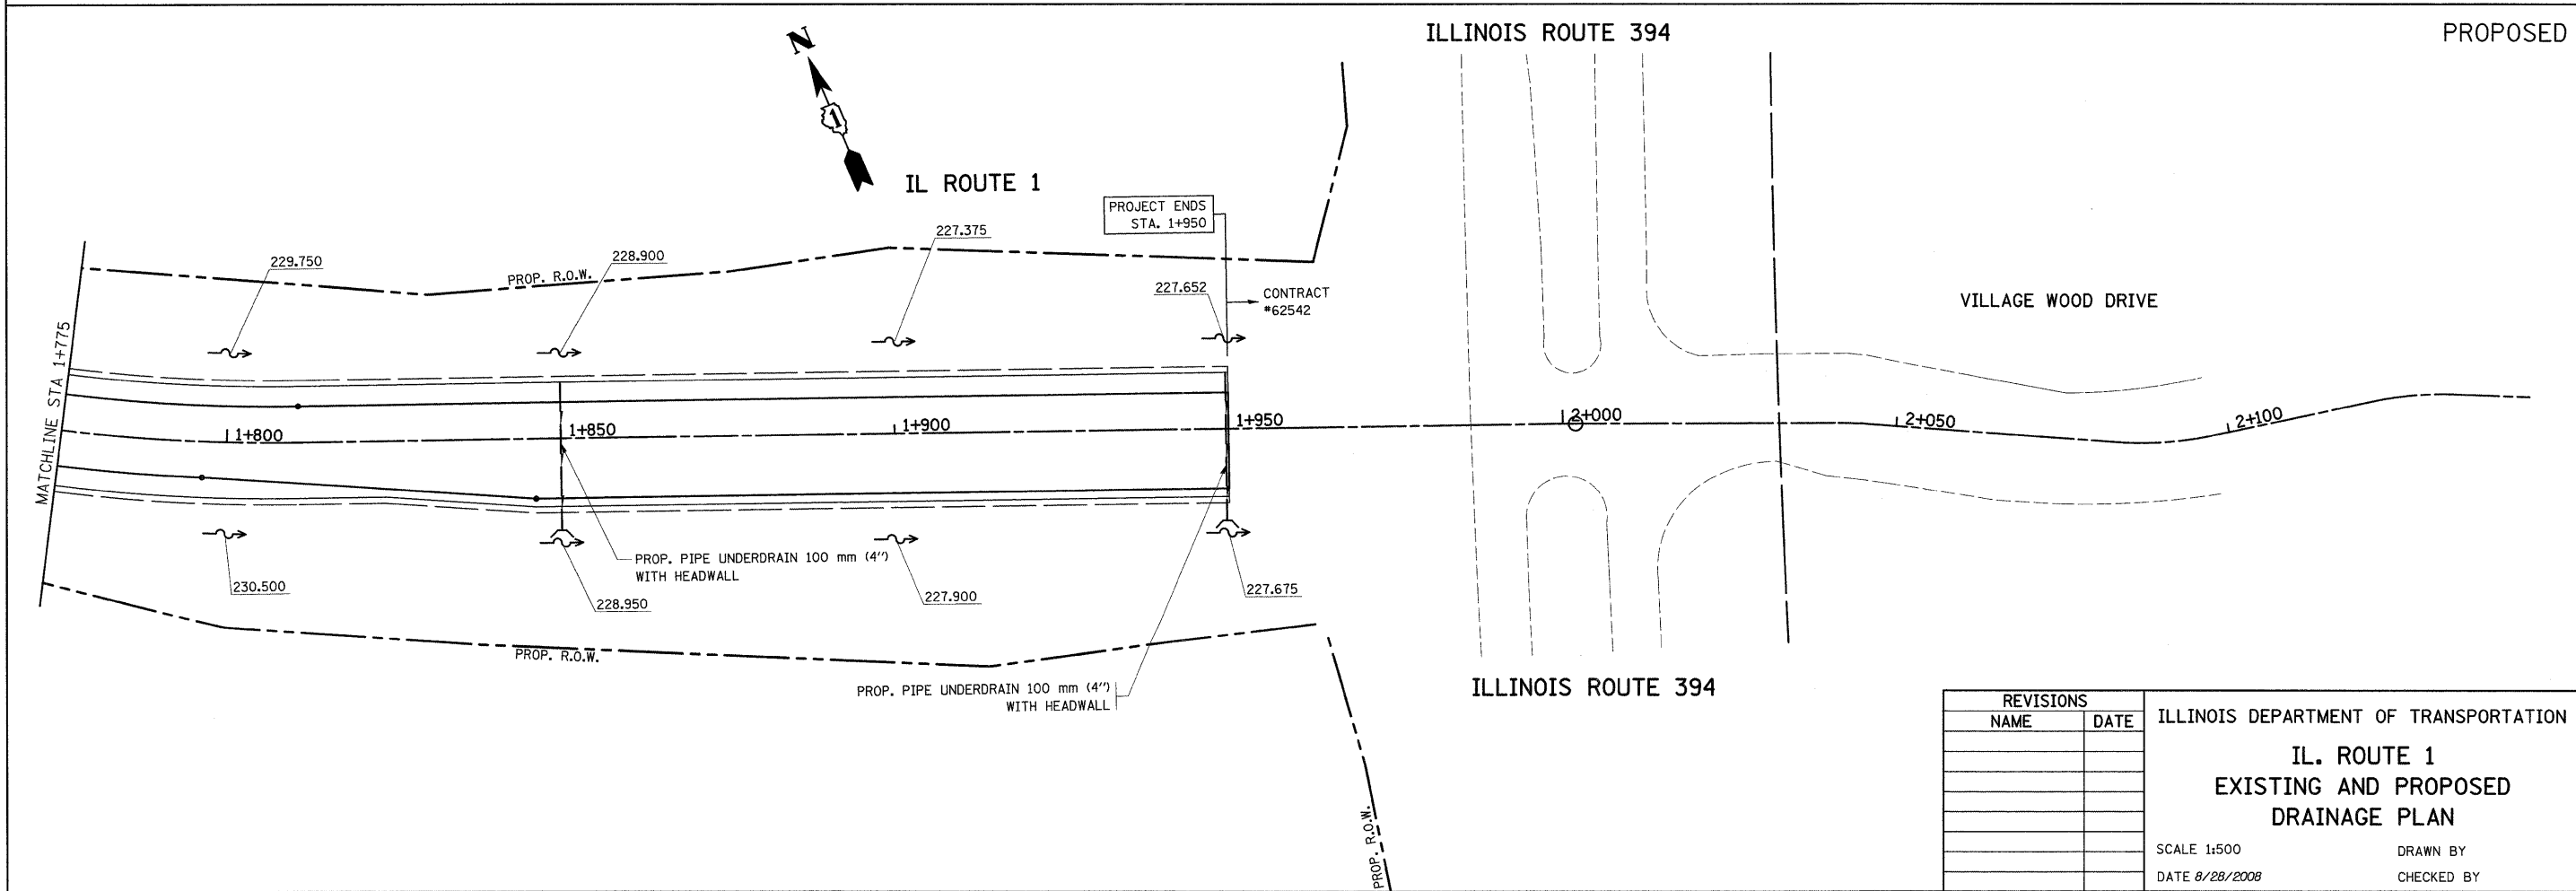 ILLINOIS ROUTE 394
PROPOSED
N
1
IL ROUTE 1
PROJECT ENDS
STA. 1+950
229.750
PROP. R.O.W.
228.900
227.375
227.652
CONTRACT
#62542
VILLAGE WOOD DRIVE
MATCHLINE STA 1+775
1+800
1+850
1+900
1+950
2+000
2+050
2+100
PROP. PIPE UNDERDRAIN 100 mm (4")
WITH HEADWALL
230.500
228.950
227.900
227.675
PROP. R.O.W.
PROP. PIPE UNDERDRAIN 100 mm (4")
WITH HEADWALL
ILLINOIS ROUTE 394
PROP. R.O.W.
REVISIONS
NAME DATE
ILLINOIS DEPARTMENT OF TRANSPORTATION
IL. ROUTE 1
EXISTING AND PROPOSED
DRAINAGE PLAN
SCALE 1:500 DRAWN BY
DATE 8/28/2008 CHECKED BY